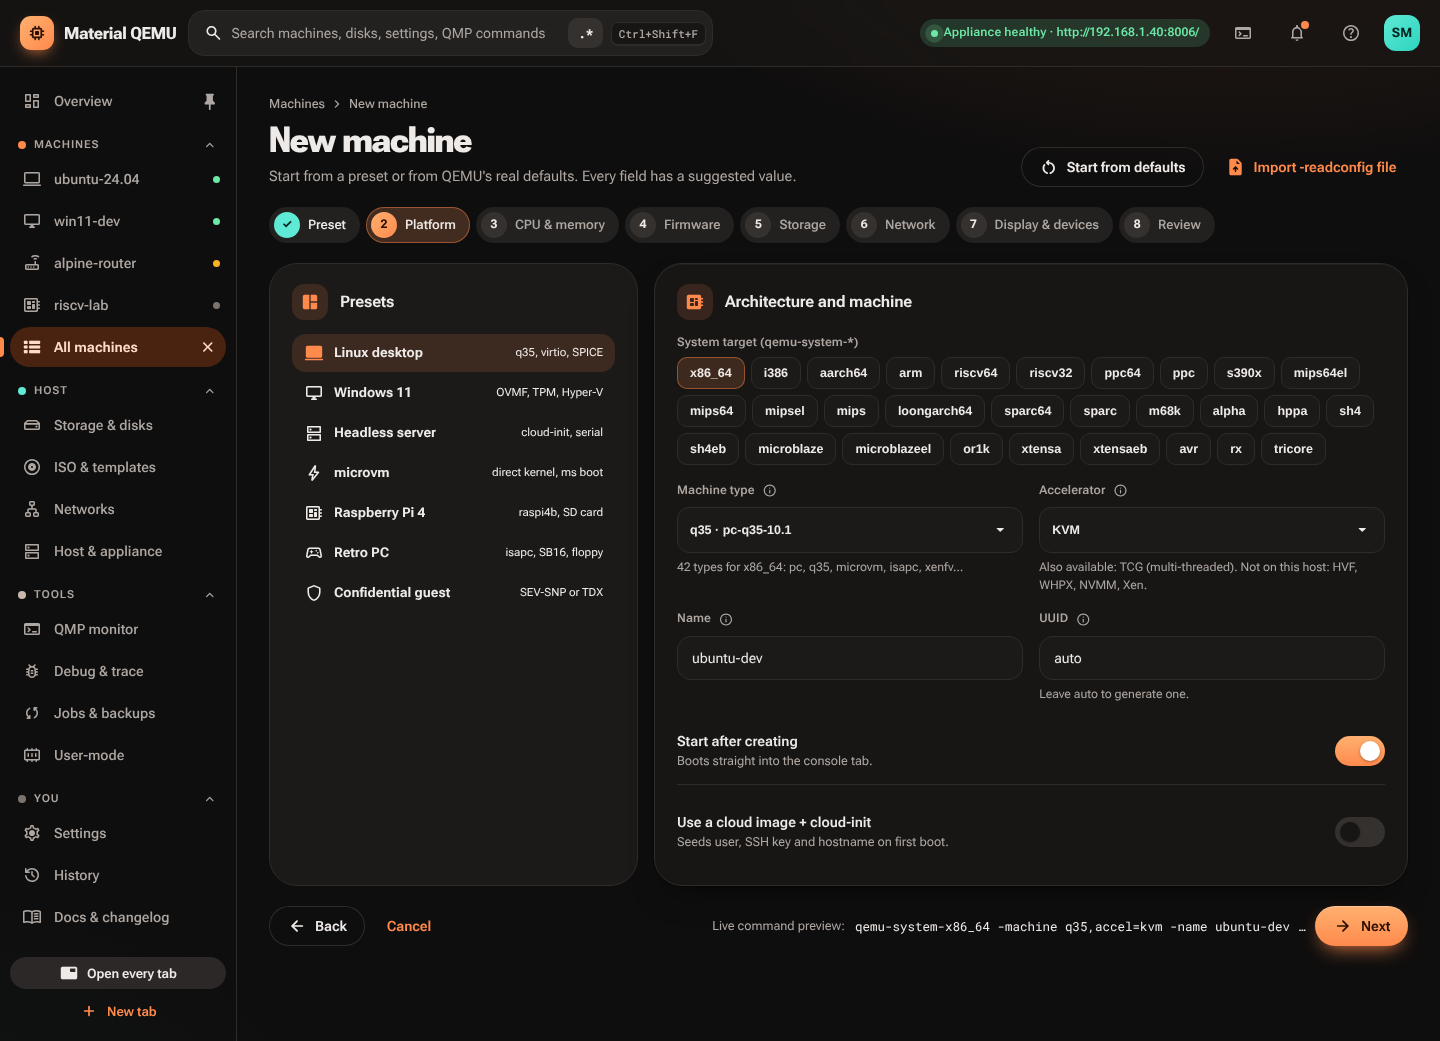 Material QEMU
Search machines, disks, settings, QMP commands
.*
Ctrl+Shift+F
Appliance healthy · http://192.168.1.40:8006/
SM
Overview
MACHINES
ubuntu-24.04
win11-dev
alpine-router
riscv-lab
All machines
HOST
Storage & disks
ISO & templates
Networks
Host & appliance
TOOLS
QMP monitor
Debug & trace
Jobs & backups
User-mode
YOU
Settings
History
Docs & changelog
Open every tab
New tab
Machines
New machine
New machine
Start from a preset or from QEMU's real defaults. Every field has a suggested value.
Start from defaults
Import -readconfig file
Preset
2 Platform
3 CPU & memory
4 Firmware
5 Storage
6 Network
7 Display & devices
8 Review
Presets
Linux desktop q35, virtio, SPICE
Windows 11 OVMF, TPM, Hyper-V
Headless server cloud-init, serial
microvm direct kernel, ms boot
Raspberry Pi 4 raspi4b, SD card
Retro PC isapc, SB16, floppy
Confidential guest SEV-SNP or TDX
Architecture and machine
System target (qemu-system-*)
x86_64 i386 aarch64 arm riscv64 riscv32 ppc64 ppc s390x mips64el
mips64 mipsel mips loongarch64 sparc64 sparc m68k alpha hppa sh4
sh4eb microblaze microblazeel or1k xtensa xtensaeb avr rx tricore
Machine type
q35 · pc-q35-10.1
42 types for x86_64: pc, q35, microvm, isapc, xenfv…
Accelerator
KVM
Also available: TCG (multi-threaded). Not on this host: HVF,
WHPX, NVMM, Xen.
Name
ubuntu-dev
UUID
auto
Leave auto to generate one.
Start after creating
Boots straight into the console tab.
Use a cloud image + cloud-init
Seeds user, SSH key and hostname on first boot.
Back
Cancel
Live command preview: qemu-system-x86_64 -machine q35,accel=kvm -name ubuntu-dev …
Next